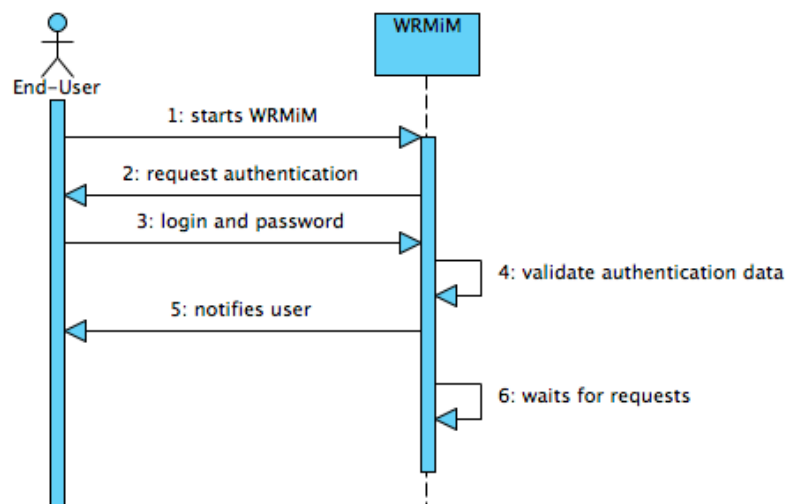 WRMiM
End-User
1: starts WRMiM
2: request authentication
3: login and password
4: validate authentication data
5: notifies user
6: waits for requests